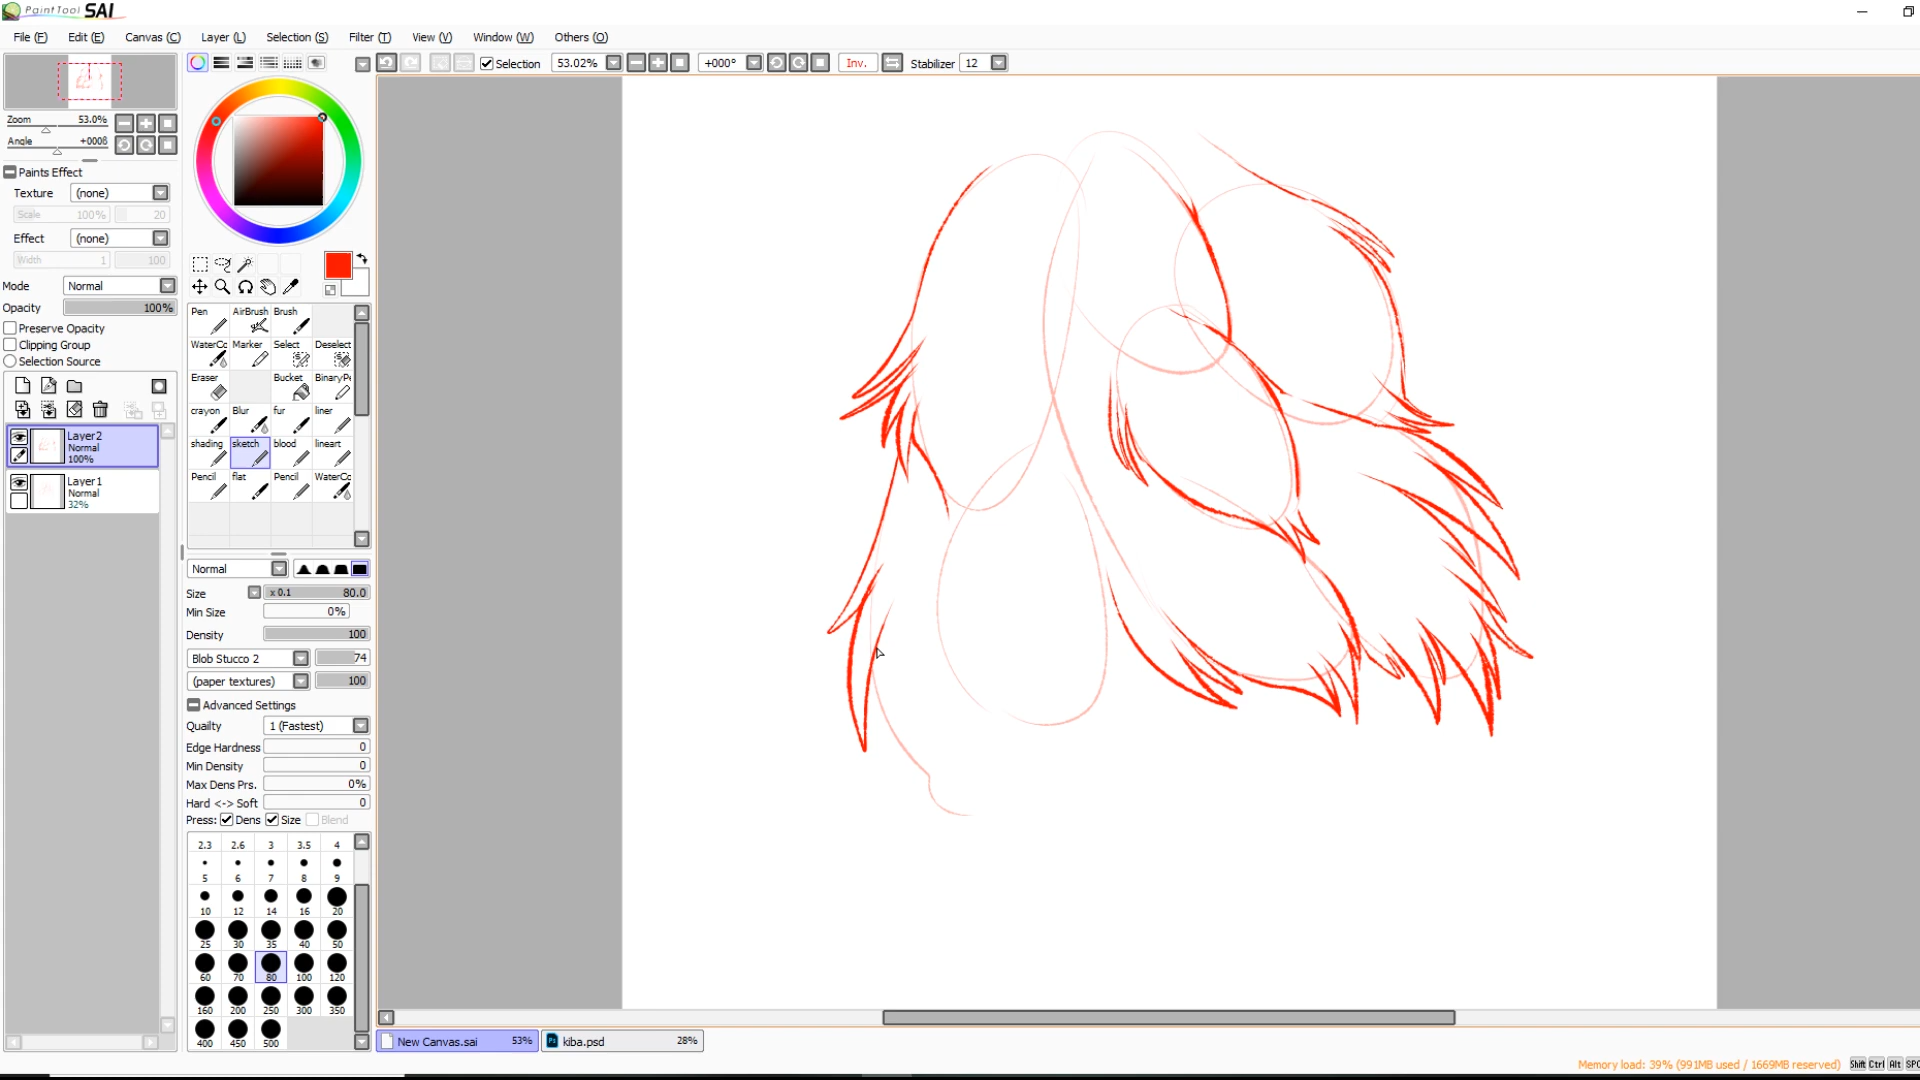 PaintTool SAI
File (F) Edit (E) Canvas (C) Layer (L) Selection (S) Filter (T) View (V) Window (W) Others (O)
Selection 53.02% +000° Inv. Stabilizer 12
Zoom 53.0%
Angle +000ß
Paints Effect
Texture (none)
Scale 100% 20
Effect (none)
Width 1 100
Mode Normal
Opacity 100%
Preserve Opacity
Clipping Group
Selection Source
Layer2
Normal
100%
Layer1
Normal
32%
Pen AirBrush Brush
WaterCo Marker Select Deselect
Eraser Bucket BinaryPe
crayon Blur fur liner
shading sketch blood lineart
Pencil flat Pencil WaterCo
Normal
Size x 0.1 80.0
Min Size 0%
Density 100
Blob Stucco 2 74
(paper textures) 100
Advanced Settings
Quailty 1 (Fastest)
Edge Hardness 0
Min Density 0
Max Dens Prs. 0%
Hard <-> Soft 0
Press: Dens Size Blend
2.3 2.6 3 3.5 4
5 6 7 8 9
10 12 14 16 20
25 30 35 40 50
60 70 80 100 120
160 200 250 300 350
400 450 500
New Canvas.sai 53% kiba.psd 28%
Memory load: 39% (991MB used / 1669MB reserved) Shift Ctrl Alt SPC